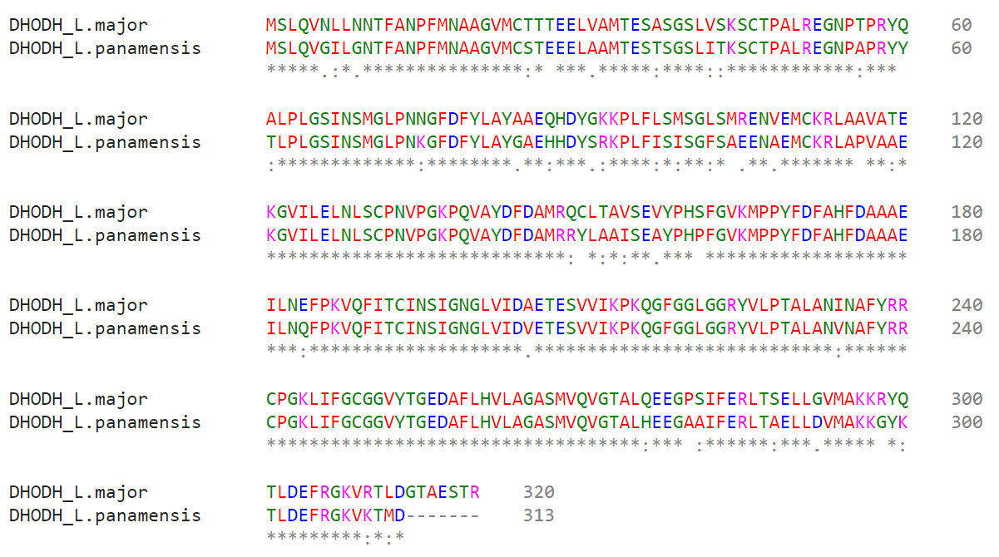 DHODH_L.major MSLQVNLLNNTFANPFMNAAGVMCTTTEELVAMTESASGSLVSKSCTPALREGNPTPRYQ 60
DHODH_L.panamensis MSLQVGILGNTFANPFMNAAGVMCSTEEELAAMTESTSGSLITKSCTPALREGNPAPRYY 60
*****.:*.***************:* ***.*****:****::************:***
DHODH_L.major ALPLGSINSMGLPNNGFDFYLAYAAEQHDYGKKPLFLSMSGLSMRENVEMCKRLAAVATE 120
DHODH_L.panamensis TLPLGSINSMGLPNKGFDFYLAYGAEHHDYSRKPLFISISGFSAEENAEMCKRLAPVAAE 120
:*************:********.**:***.:****:*:**:* .**.******* **:*
DHODH_L.major KGVILELNLSCPNVPGKPQVAYDFDAMRQCLTAVSEVYPHSFGVKMPPYFDFAHFDAAAE 180
DHODH_L.panamensis KGVILELNLSCPNVPGKPQVAYDFDAMRRYLAAISEAYPHPFGVKMPPYFDFAHFDAAAE 180
****************************: *:*:**.*** *******************
DHODH_L.major ILNEFPKVQFITCINSIGNGLVIDAETESVVIKPKQGFGGLGGRYVLPTALANINAFYRR 240
DHODH_L.panamensis ILNQFPKVQFITCINSIGNGLVIDVETESVVIKPKQGFGGLGGRYVLPTALANVNAFYRR 240
***:********************.****************************:******
DHODH_L.major CPGKLIFGCGGVYTGEDAFLHVLAGASMVQVGTALQEEGPSIFERLTSELLGVMAKKRYQ 300
DHODH_L.panamensis CPGKLIFGCGGVYTGEDAFLHVLAGASMVQVGTALHEEGAAIFERLTAELLDVMAKKGYK 300
***********************************:*** :******:***.***** *:
DHODH_L.major TLDEFRGKVRTLDGTAESTR 320
DHODH_L.panamensis TLDEFRGKVKTMD------- 313
*********:*:*